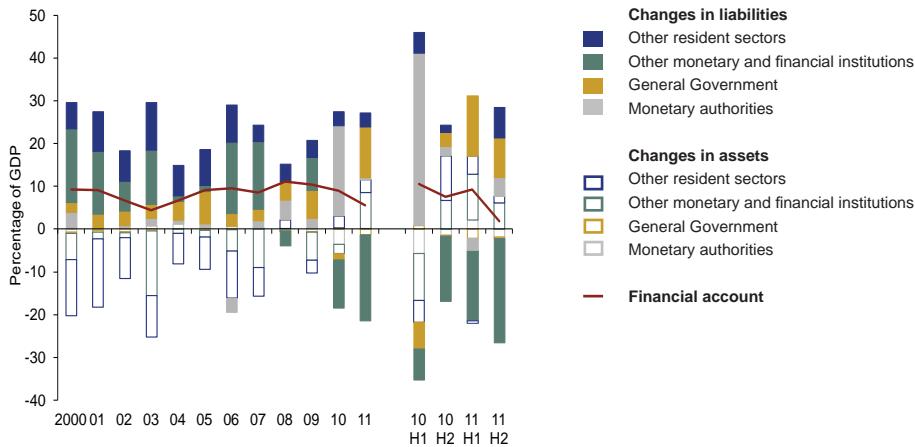 Percentage of GDP
50
40
30
20
10
0
-10
-20
-30
-40
2000 01 02 03 04 05 06 07 08 09 10 11 10 10 11 11
H1 H2 H1 H2
Changes in liabilities
Other resident sectors
Other monetary and financial institutions
General Government
Monetary authorities
Changes in assets
Other resident sectors
Other monetary and financial institutions
General Government
Monetary authorities
Financial account